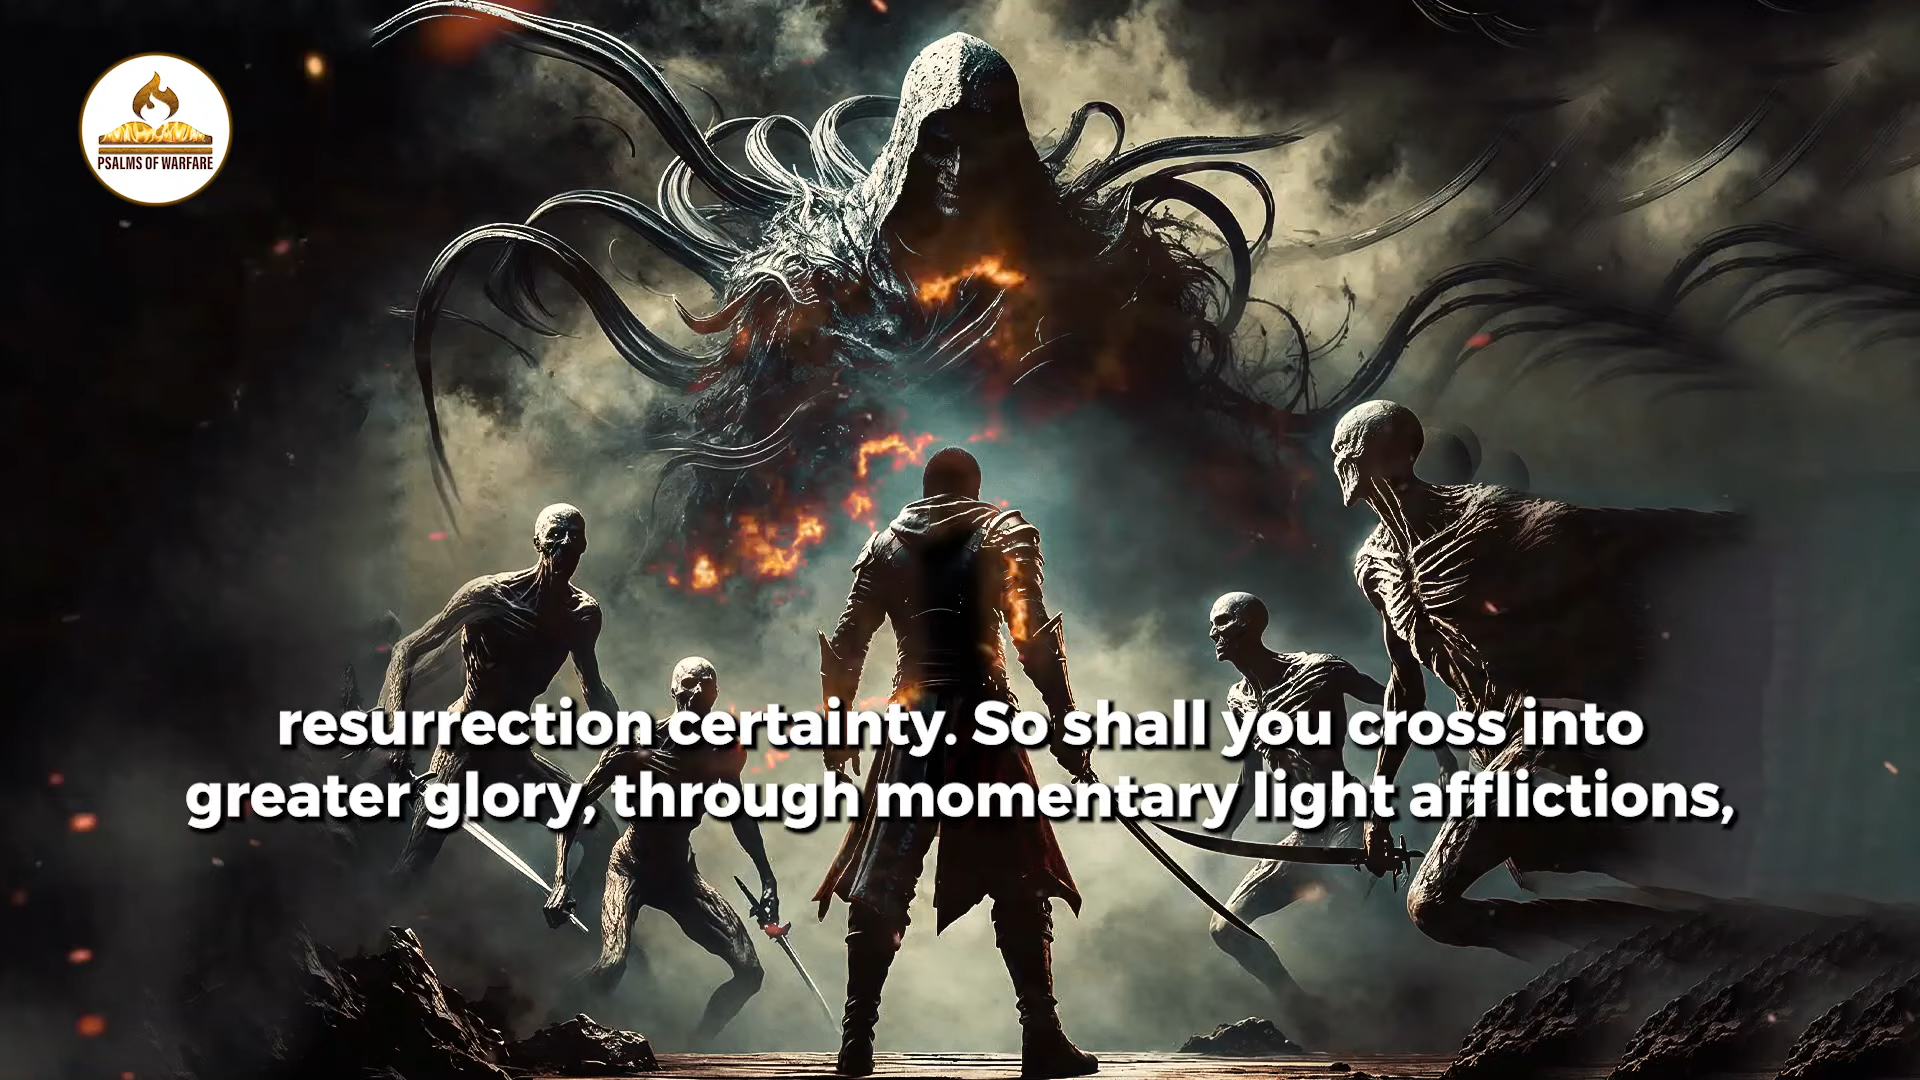 PSALMS OF WARFARE
resurrection certainty. So shall you cross into
greater glory, through momentary light afflictions,